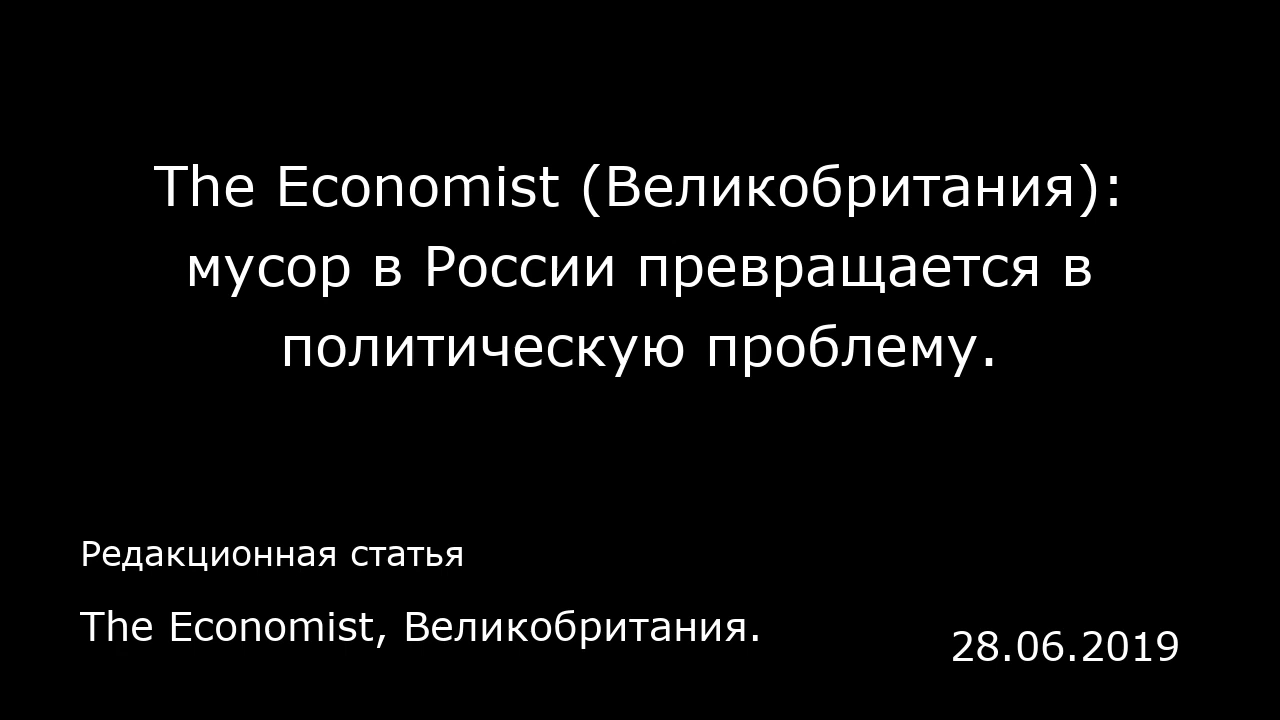 The Economist (Великобритания):
мусор в России превращается в
политическую проблему.
Редакционная статья
The Economist, Великобритания.
28.06.2019